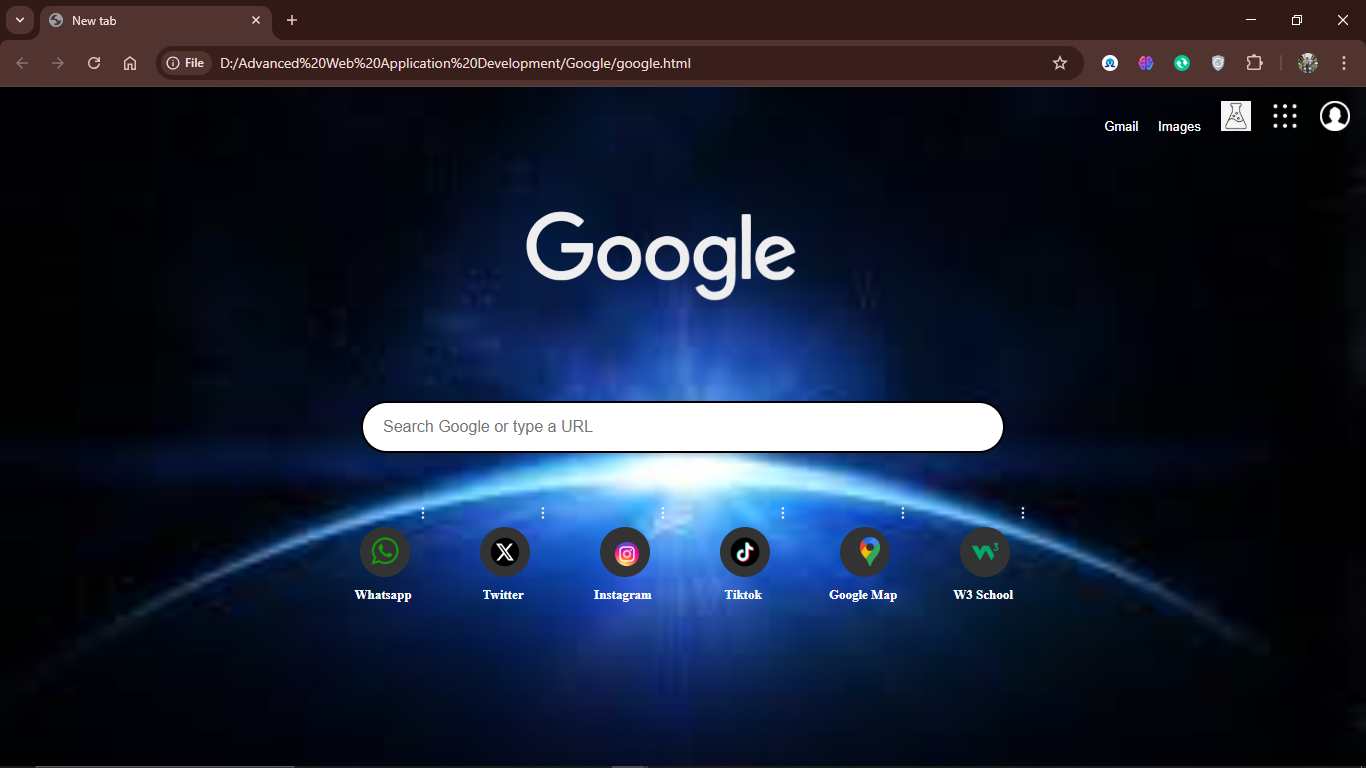 New tab
File D:/Advanced%20Web%20Application%20Development/Google/google.html
Gmail Images
Google
Search Google or type a URL
Whatsapp Twitter Instagram Tiktok Google Map W3 School